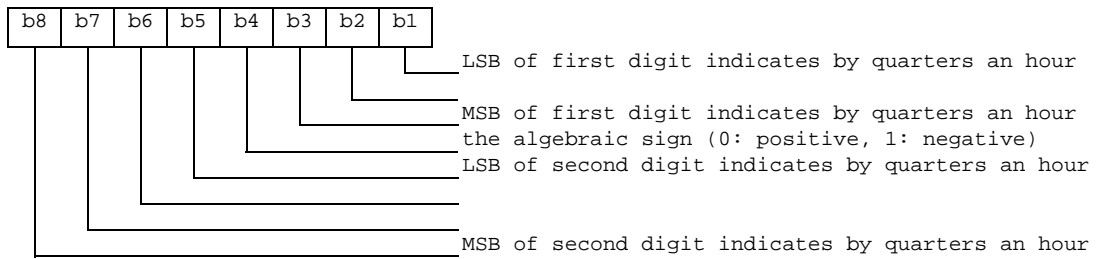 b8 b7 b6 b5 b4 b3 b2 b1
LSB of first digit indicates by quarters an hour
MSB of first digit indicates by quarters an hour
the algebraic sign (0: positive, 1: negative)
LSB of second digit indicates by quarters an hour
MSB of second digit indicates by quarters an hour